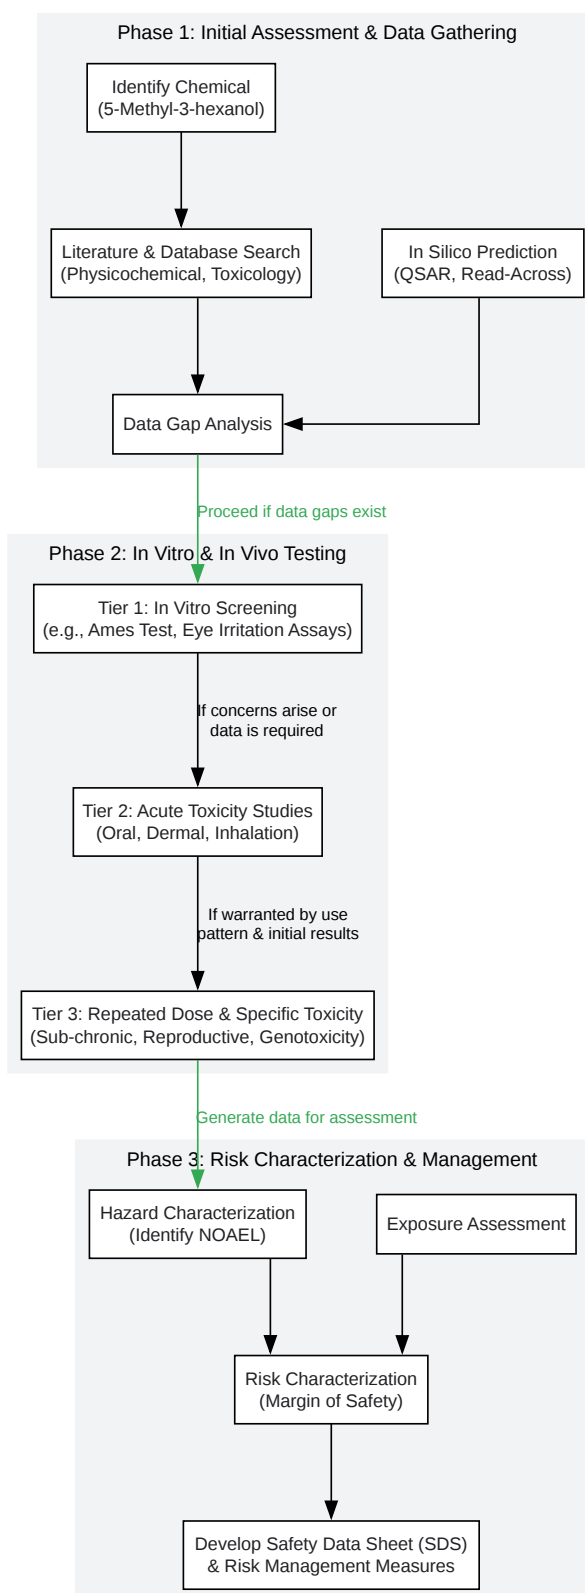 Phase 1: Initial Assessment & Data Gathering
Identify Chemical
(5-Methyl-3-hexanol)
Literature & Database Search
(Physicochemical, Toxicology)
In Silico Prediction
(QSAR, Read-Across)
Data Gap Analysis
Proceed if data gaps exist
Phase 2: In Vitro & In Vivo Testing
Tier 1: In Vitro Screening
(e.g., Ames Test, Eye Irritation Assays)
If concerns arise or
data is required
Tier 2: Acute Toxicity Studies
(Oral, Dermal, Inhalation)
If warranted by use
pattern & initial results
Tier 3: Repeated Dose & Specific Toxicity
(Sub-chronic, Reproductive, Genotoxicity)
Generate data for assessment
Phase 3: Risk Characterization & Management
Hazard Characterization
(Identify NOAEL)
Exposure Assessment
Risk Characterization
(Margin of Safety)
Develop Safety Data Sheet (SDS)
& Risk Management Measures